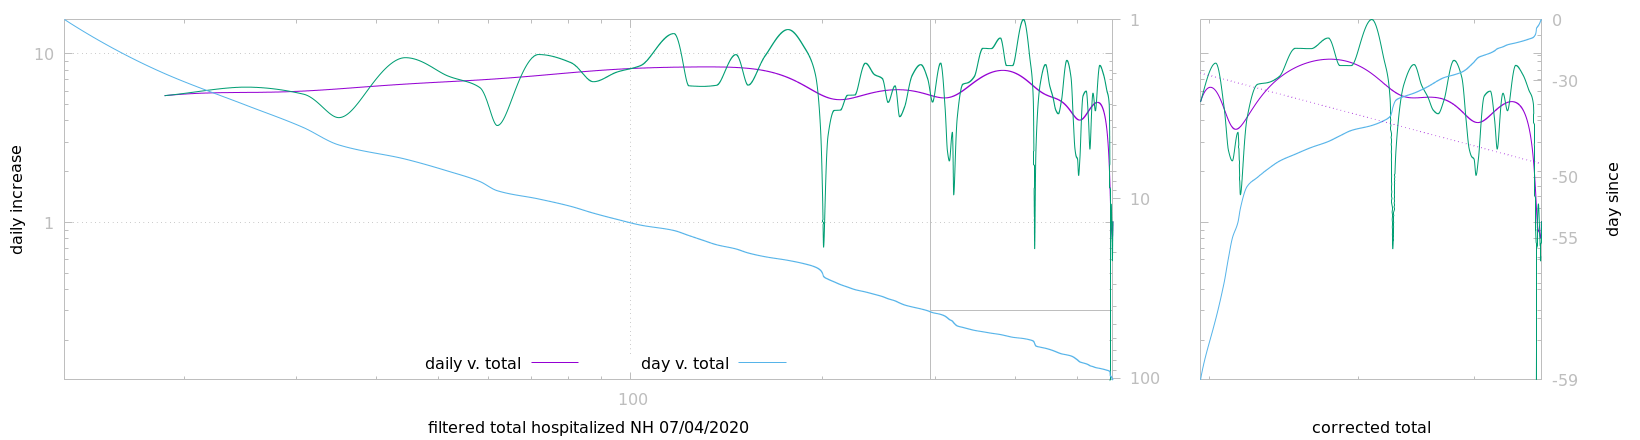 10
1
daily increase
daily v. total
day v. total
100
filtered total hospitalized NH 07/04/2020
1
10
100
0
-30
-50
-55
-59
day since
corrected total